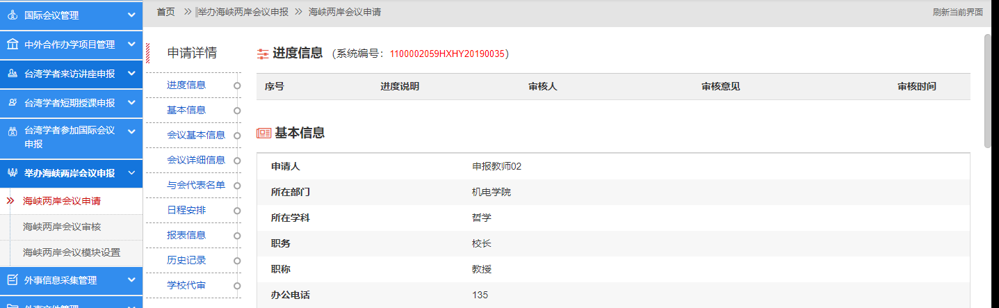 国际会议管理
中外合作办学项目管理
台湾学者来访讲座申报
台湾学者短期授课申报
台湾学者参加国际会议
申报
举办海峡两岸会议申报
海峡两岸会议申请
海峡两岸会议审核
海峡两岸会议模块设置
外事信息采集管理
外事文件管理
首页 举办海峡两岸会议申报 海峡两岸会议申请
刷新当前界面
申请详情
进度信息
基本信息
会议基本信息
会议详细信息
与会代表名单
日程安排
报表信息
历史记录
学校代审
进度信息 (系统编号：1100002059HXHY20190035)
序号 进度说明 审核人 审核意见 审核时间
基本信息
申请人 申报教师02
所在部门 机电学院
所在学科 哲学
职务 校长
职称 教授
办公电话 135